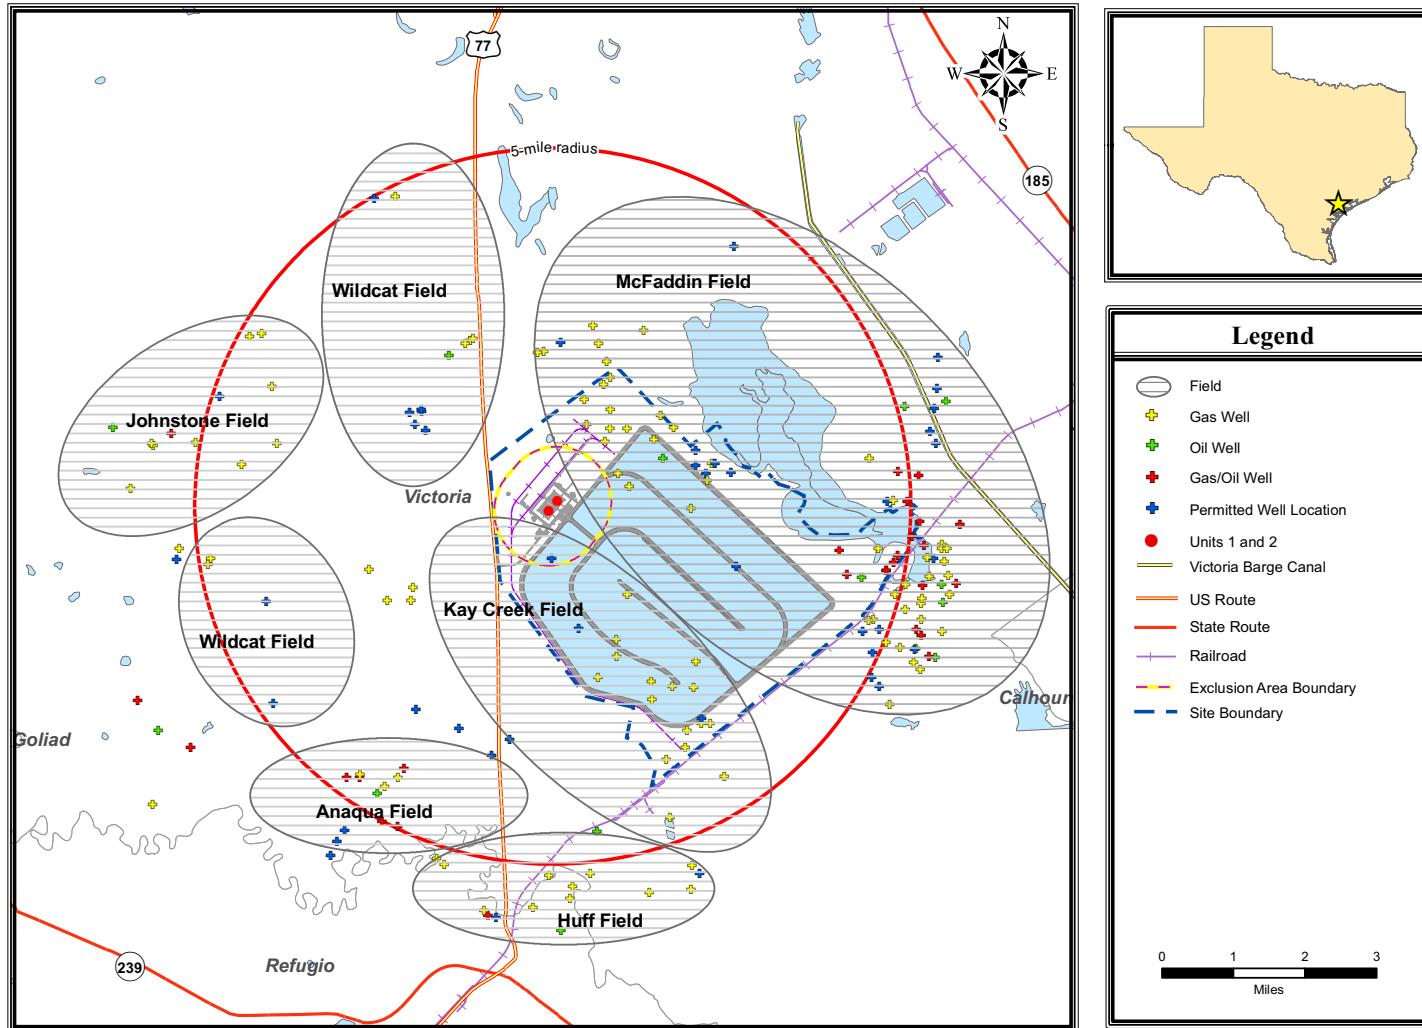 77
N
W
E
S
5-mile radius
185
McFaddin Field
Wildcat Field
Johnstone Field
Victoria
Kay Creek Field
Wildcat Field
Calhoun
Goliad
Anaqua Field
Huff Field
Refugio
239
Legend
Field
Gas Well
Oil Well
Gas/Oil Well
Permitted Well Location
Units 1 and 2
Victoria Barge Canal
US Route
State Route
Railroad
Exclusion Area Boundary
Site Boundary
0 1 2 3
Miles